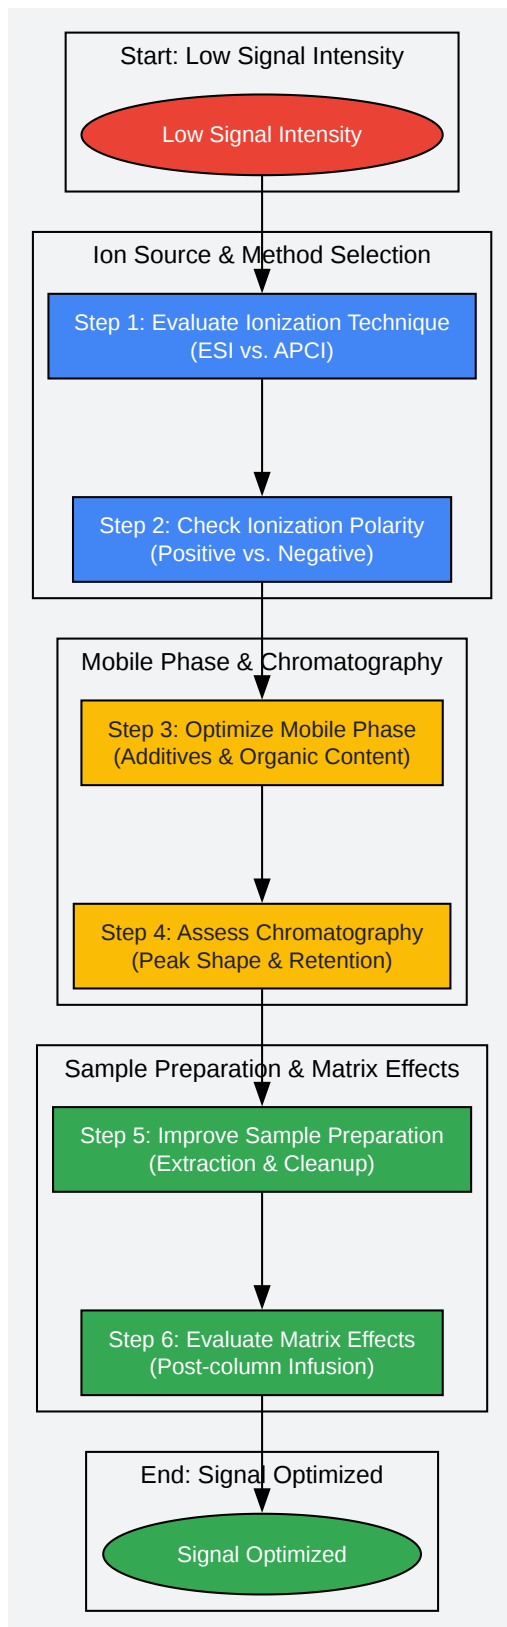 Start: Low Signal Intensity
Low Signal Intensity
Ion Source & Method Selection
Step 1: Evaluate Ionization Technique
(ESI vs. APCI)
Step 2: Check Ionization Polarity
(Positive vs. Negative)
Mobile Phase & Chromatography
Step 3: Optimize Mobile Phase
(Additives & Organic Content)
Step 4: Assess Chromatography
(Peak Shape & Retention)
Sample Preparation & Matrix Effects
Step 5: Improve Sample Preparation
(Extraction & Cleanup)
Step 6: Evaluate Matrix Effects
(Post-column Infusion)
End: Signal Optimized
Signal Optimized